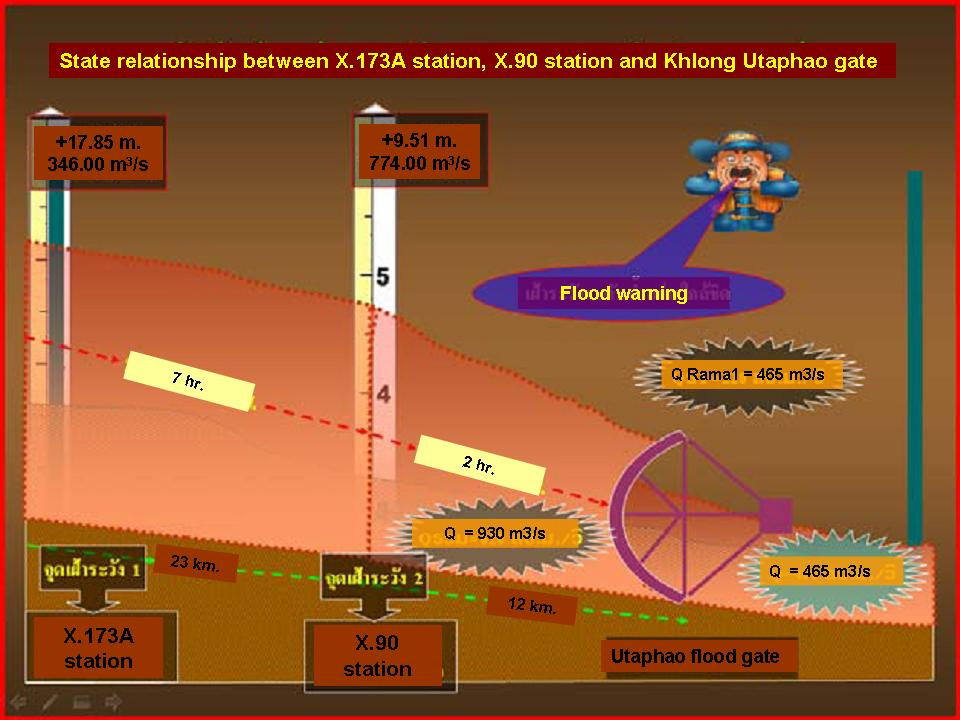 State relationship between X.173A station, X.90 station and Khlong Utaphao gate
+17.85 m.
346.00 m³/s
+9.51 m.
774.00 m³/s
5
Flood warning
Q Rama1 = 465 m3/s
7 hr.
4
2 hr.
Q = 930 m3/s
จุดเฝ้าระวัง 1
23 km.
จุดเฝ้าระวัง 2
12 km.
Q = 465 m3/s
X.173A
station
X.90
station
Utaphao flood gate